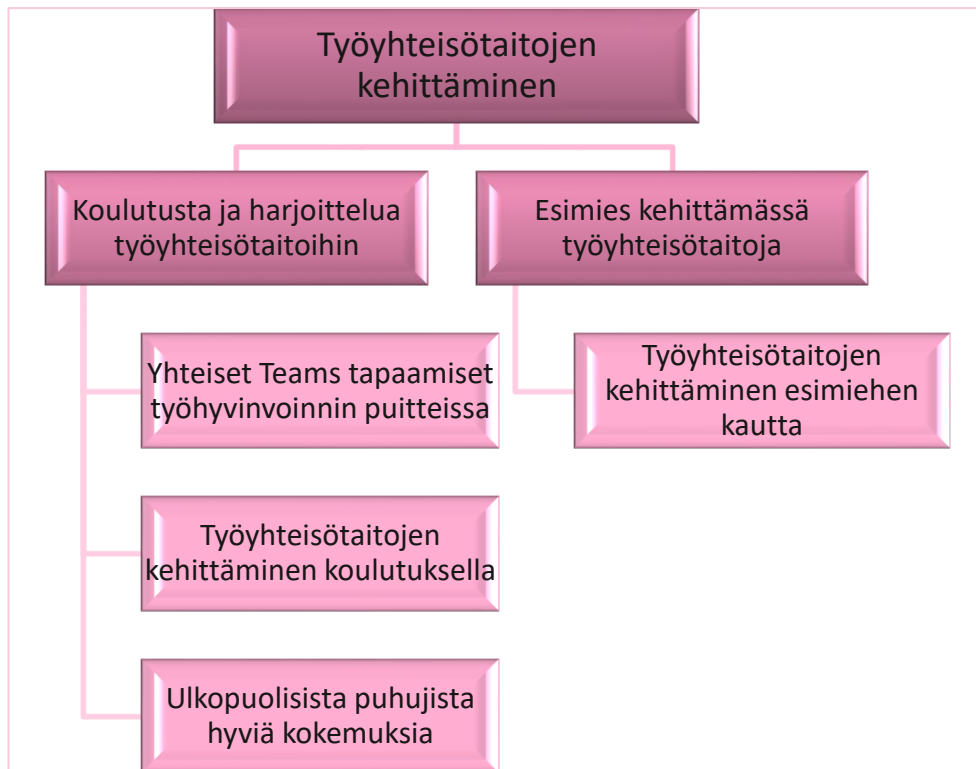 Työyhteisötaitojen
kehittäminen
Koulutusta ja harjoittelua
työyhteisötaitoihin
Esimies kehittämässä
työyhteisötaitoja
Yhteiset Teams tapaamiset
työhyvinvoinnin puitteissa
Työyhteisötaitojen
kehittäminen koulutuksella
Ulkopuolisista puhujista
hyviä kokemuksia
Työyhteisötaitojen
kehittäminen esimiehen
kautta